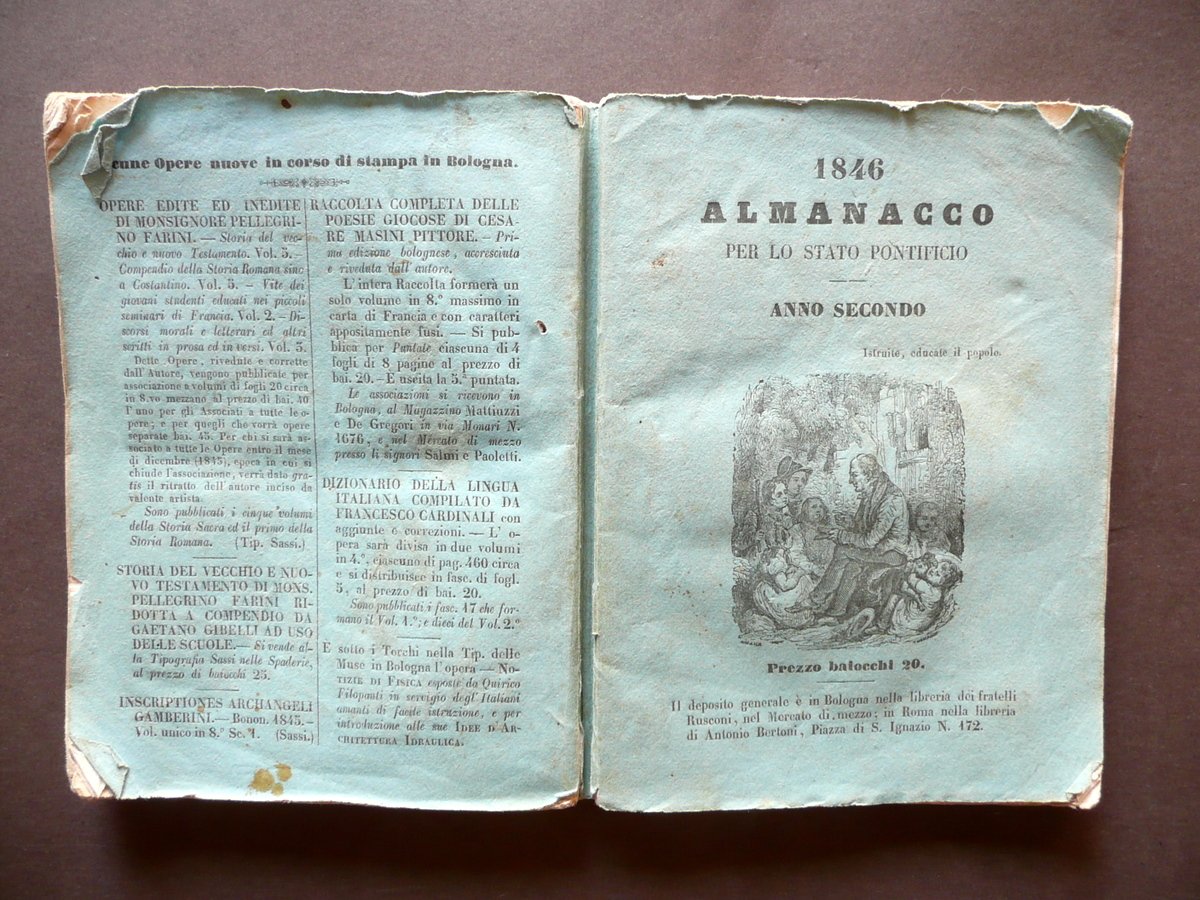 cune Opere nuove in corso di stampa in Bologna.
OPERE EDITE ED INEDITE
DI MONSIGNORE PELLEGRI-
NO FARINI. — Storia del vec-
chio e nuovo Testamento. Vol. 5. —
Compendio della Storia Romana sino
a Costantino. Vol. 5. — Vite dei
giovani studenti educati nei piccoli
seminari di Francia. Vol. 2. — Di-
scorsi morali e letterari ed altri
scritti in prosa ed in versi. Vol. 3.
Dette Opere, rivedute e corrette
dall'Autore, vengono pubblicate per
associazione a volumi di fogli 20 circa
in 8.vo mezzano al prezzo di bai. 40
l'uno per gli Associati a tutte le o-
pere; e per quegli che vorrà opere
separate bai. 45. Per chi si sarà as-
sociato a tutte le Opere entro il mese
di dicembre (1845), epoca in cui si
chiude l'associazione, verrà dato gra-
tis il ritratto dell'autore inciso da
valente artista.
Sono pubblicati i cinque volumi
della Storia Sacra ed il primo della
Storia Romana. (Tip. Sassi.)
STORIA DEL VECCHIO E NUO-
VO TESTAMENTO DI MONS.
PELLEGRINO FARINI RI-
DOTTA A COMPENDIO DA
GAETANO GIBELLI AD USO
DELLE SCUOLE. — Si vende al-
la Tipografia Sassi nelle Spaderie,
al prezzo di baiocchi 25.
INSCRIPTIONES ARCHANGELI
GAMBERINI. — Bonon. 1845. —
Vol. unico in 8.° Sc. 1. (Sassi.)
RACCOLTA COMPLETA DELLE
POESIE GIOCOSE DI CESA-
RE MASINI PITTORE. — Pri-
ma edizione bolognese, accresciuta
e riveduta dall'autore.
L'intera Raccolta formerà un
solo volume in 8.° massimo in
carta di Francia e con caratteri
appositamente fusi. — Si pub-
blica per Puntate ciascuna di 4
fogli di 8 pagine al prezzo di
bai. 20. — È uscita la 5.ª puntata.
Le associazioni si ricevono in
Bologna, al Magazzino Mattiuzzi
e De Gregori in via Monari N.
1676, e nel Mercato di mezzo
presso li signori Salmi e Paoletti.
DIZIONARIO DELLA LINGUA
ITALIANA COMPILATO DA
FRANCESCO CARDINALI con
aggiunte e correzioni. — L'o-
pera sarà divisa in due volumi
in 4.°, ciascuno di pag. 460 circa
e si distribuisce in fasc. di fogl.
5, al prezzo di bai. 20.
Sono pubblicati i fasc. 17 che for-
mano il Vol. 1.°; e dieci del Vol. 2.°
È sotto i Torchi nella Tip. delle
Muse in Bologna l'opera — NO-
TIZIE DI FISICA esposte da Quirico
Filopanti in servigio degl'Italiani
amanti di facile istruzione, e per
introduzione alle sue IDEE D'AR-
CHITETTURA IDRAULICA.
1846
ALMANACCO
PER LO STATO PONTIFICIO
ANNO SECONDO
Istruite, educate il popolo.
Prezzo baiocchi 20.
Il deposito generale è in Bologna nella libreria dei fratelli
Rusconi, nel Mercato di mezzo; in Roma nella libreria
di Antonio Bertoni, Piazza di S. Ignazio N. 172.